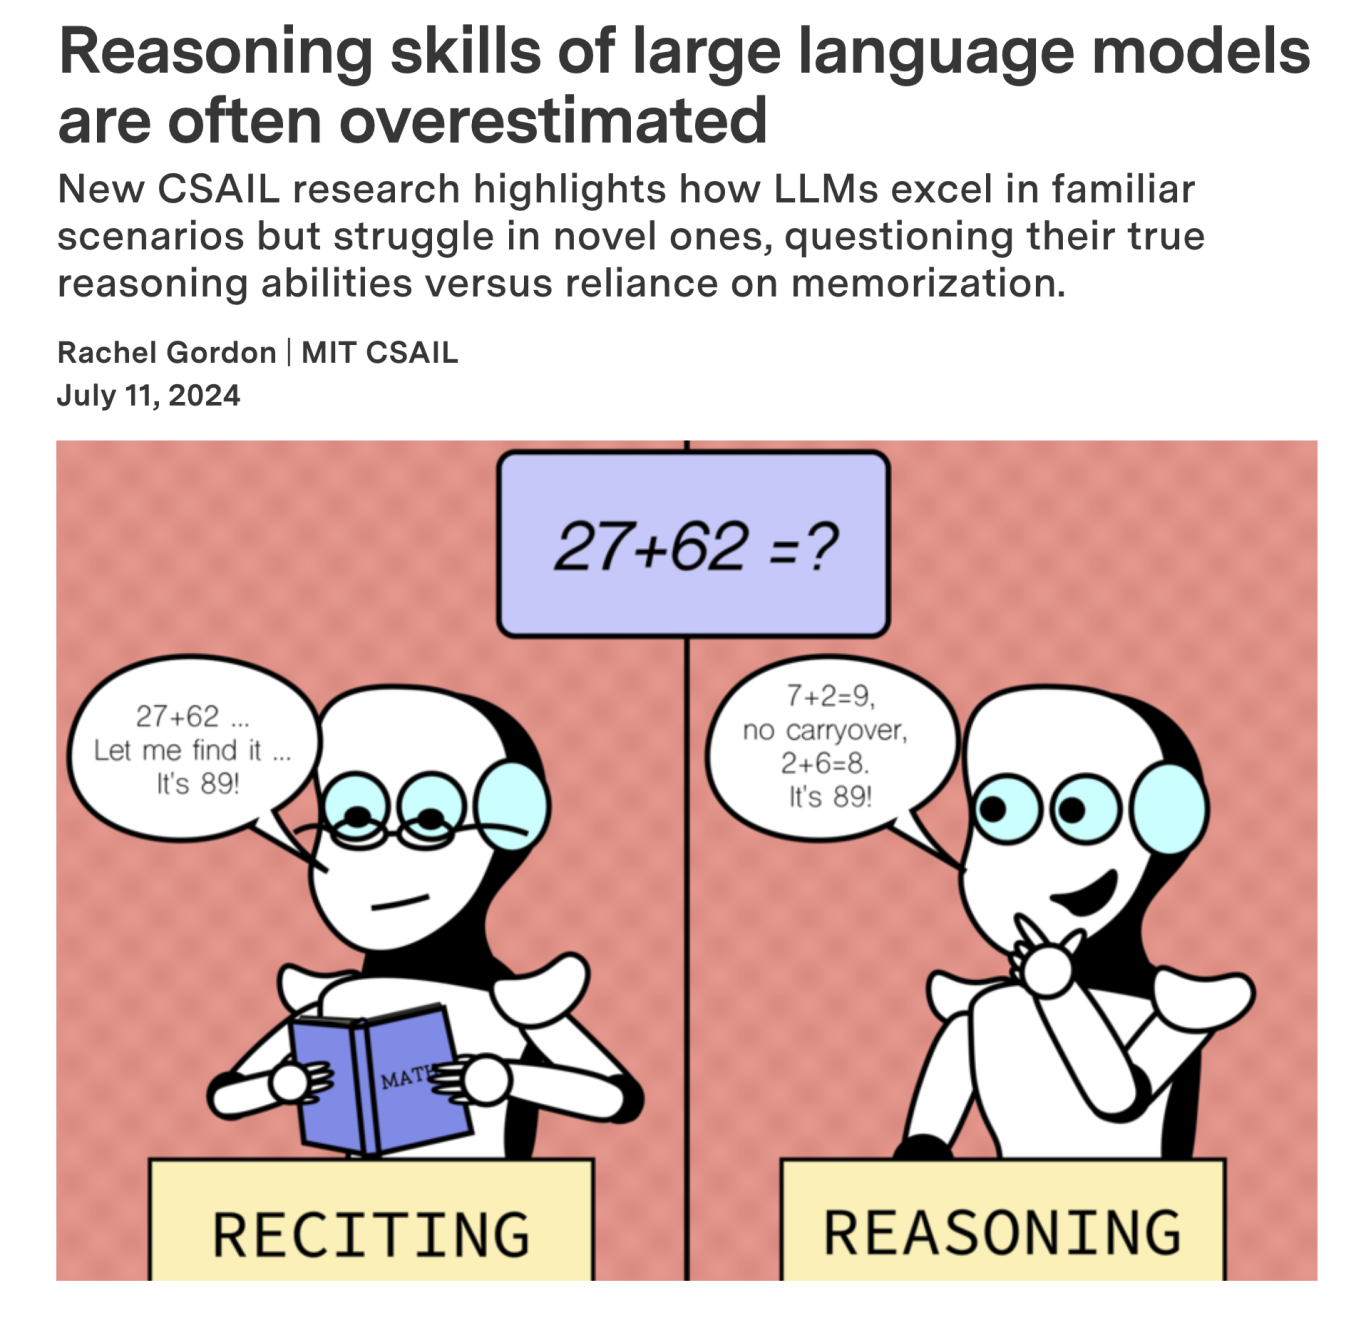 Reasoning skills of large language models
are often overestimated
New CSAIL research highlights how LLMs excel in familiar
scenarios but struggle in novel ones, questioning their true
reasoning abilities versus reliance on memorization.
Rachel Gordon | MIT CSAIL
July 11, 2024
27+62 =?
27+62 ...
Let me find it ...
It's 89!
7+2=9,
no carryover,
2+6=8.
It's 89!
MATH
RECITING
REASONING